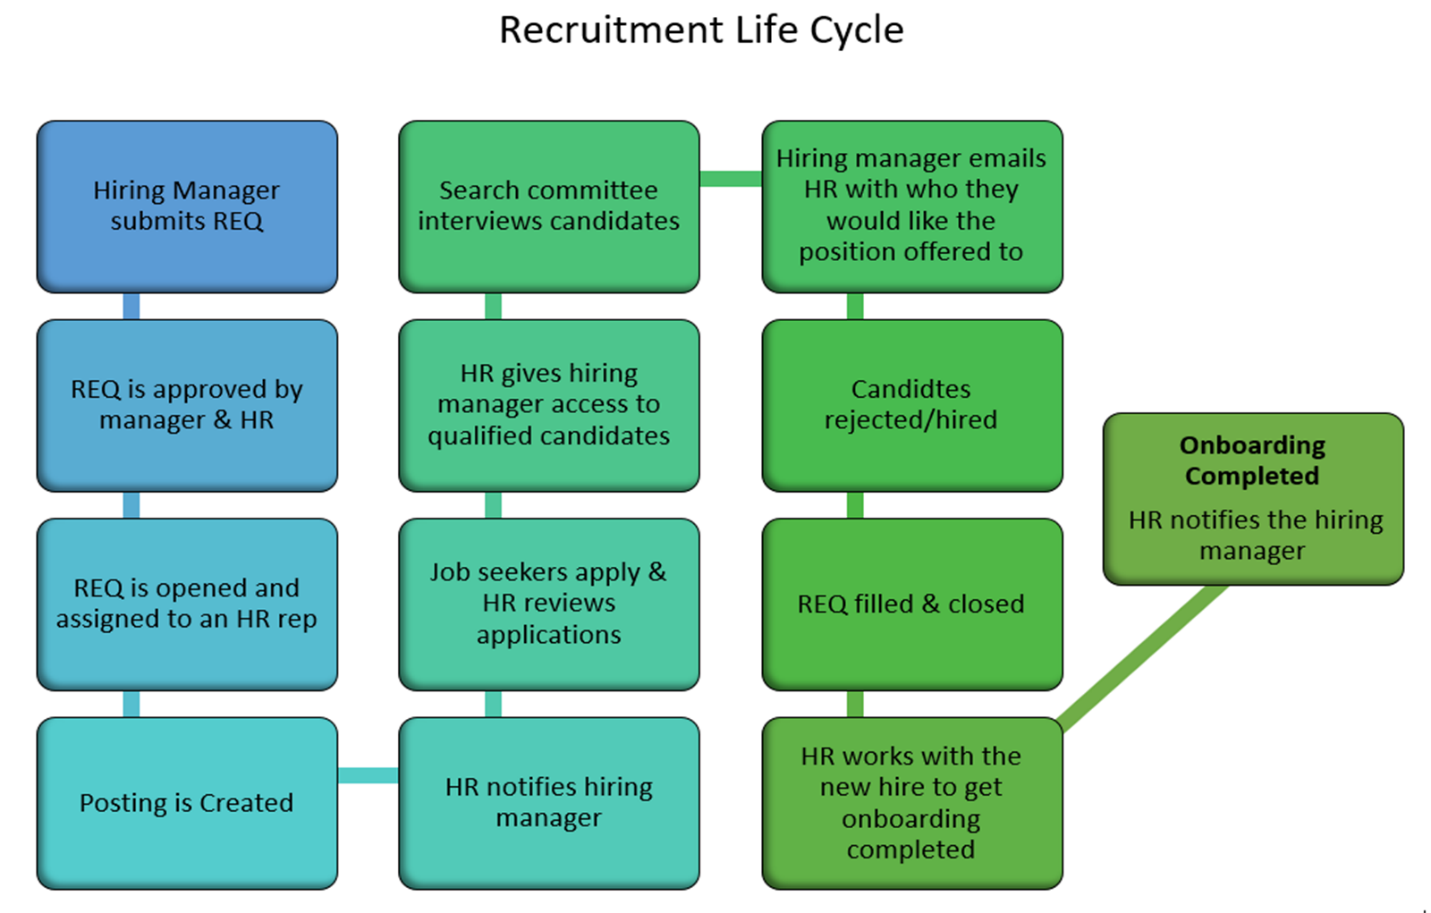 Recruitment Life Cycle
Hiring Manager
submits REQ
REQ is approved by
manager & HR
REQ is opened and
assigned to an HR rep
Posting is Created
HR notifies hiring
manager
Job seekers apply &
HR reviews
applications
HR gives hiring
manager access to
qualified candidates
Search committee
interviews candidates
Hiring manager emails
HR with who they
would like the
position offered to
Candidtes
rejected/hired
REQ filled & closed
HR works with the
new hire to get
onboarding
completed
Onboarding
Completed
HR notifies the hiring
manager